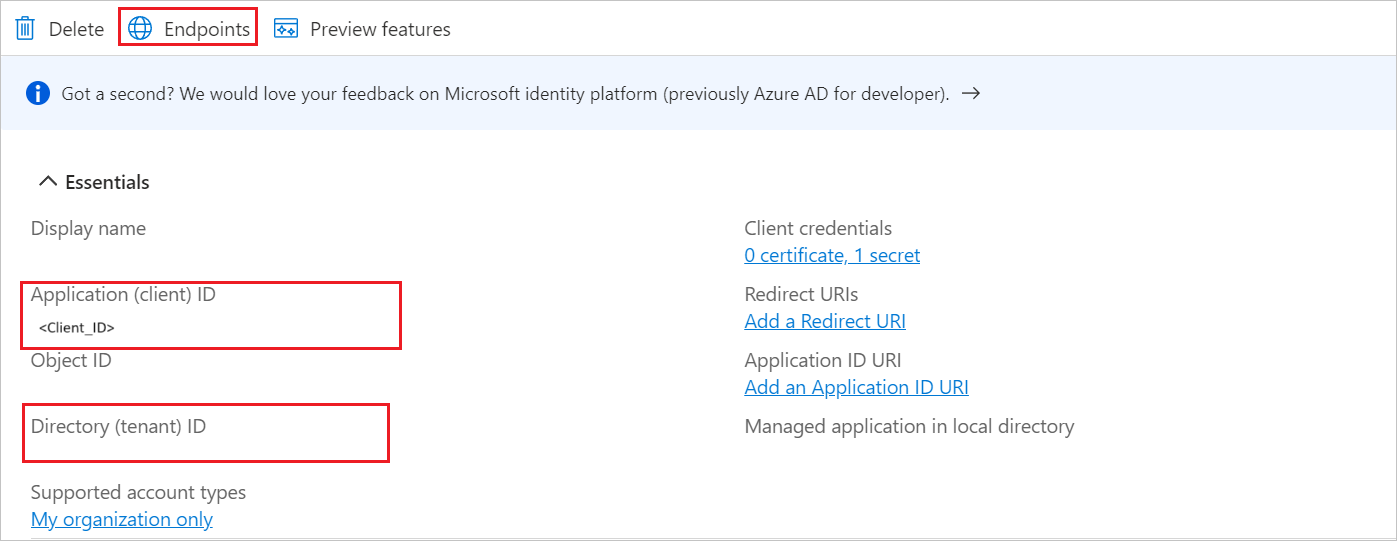 Delete Endpoints Preview features
Got a second? We would love your feedback on Microsoft identity platform (previously Azure AD for developer). →
Essentials
Display name
Application (client) ID
<Client_ID>
Object ID
Directory (tenant) ID
Supported account types
My organization only
Client credentials
0 certificate, 1 secret
Redirect URIs
Add a Redirect URI
Application ID URI
Add an Application ID URI
Managed application in local directory